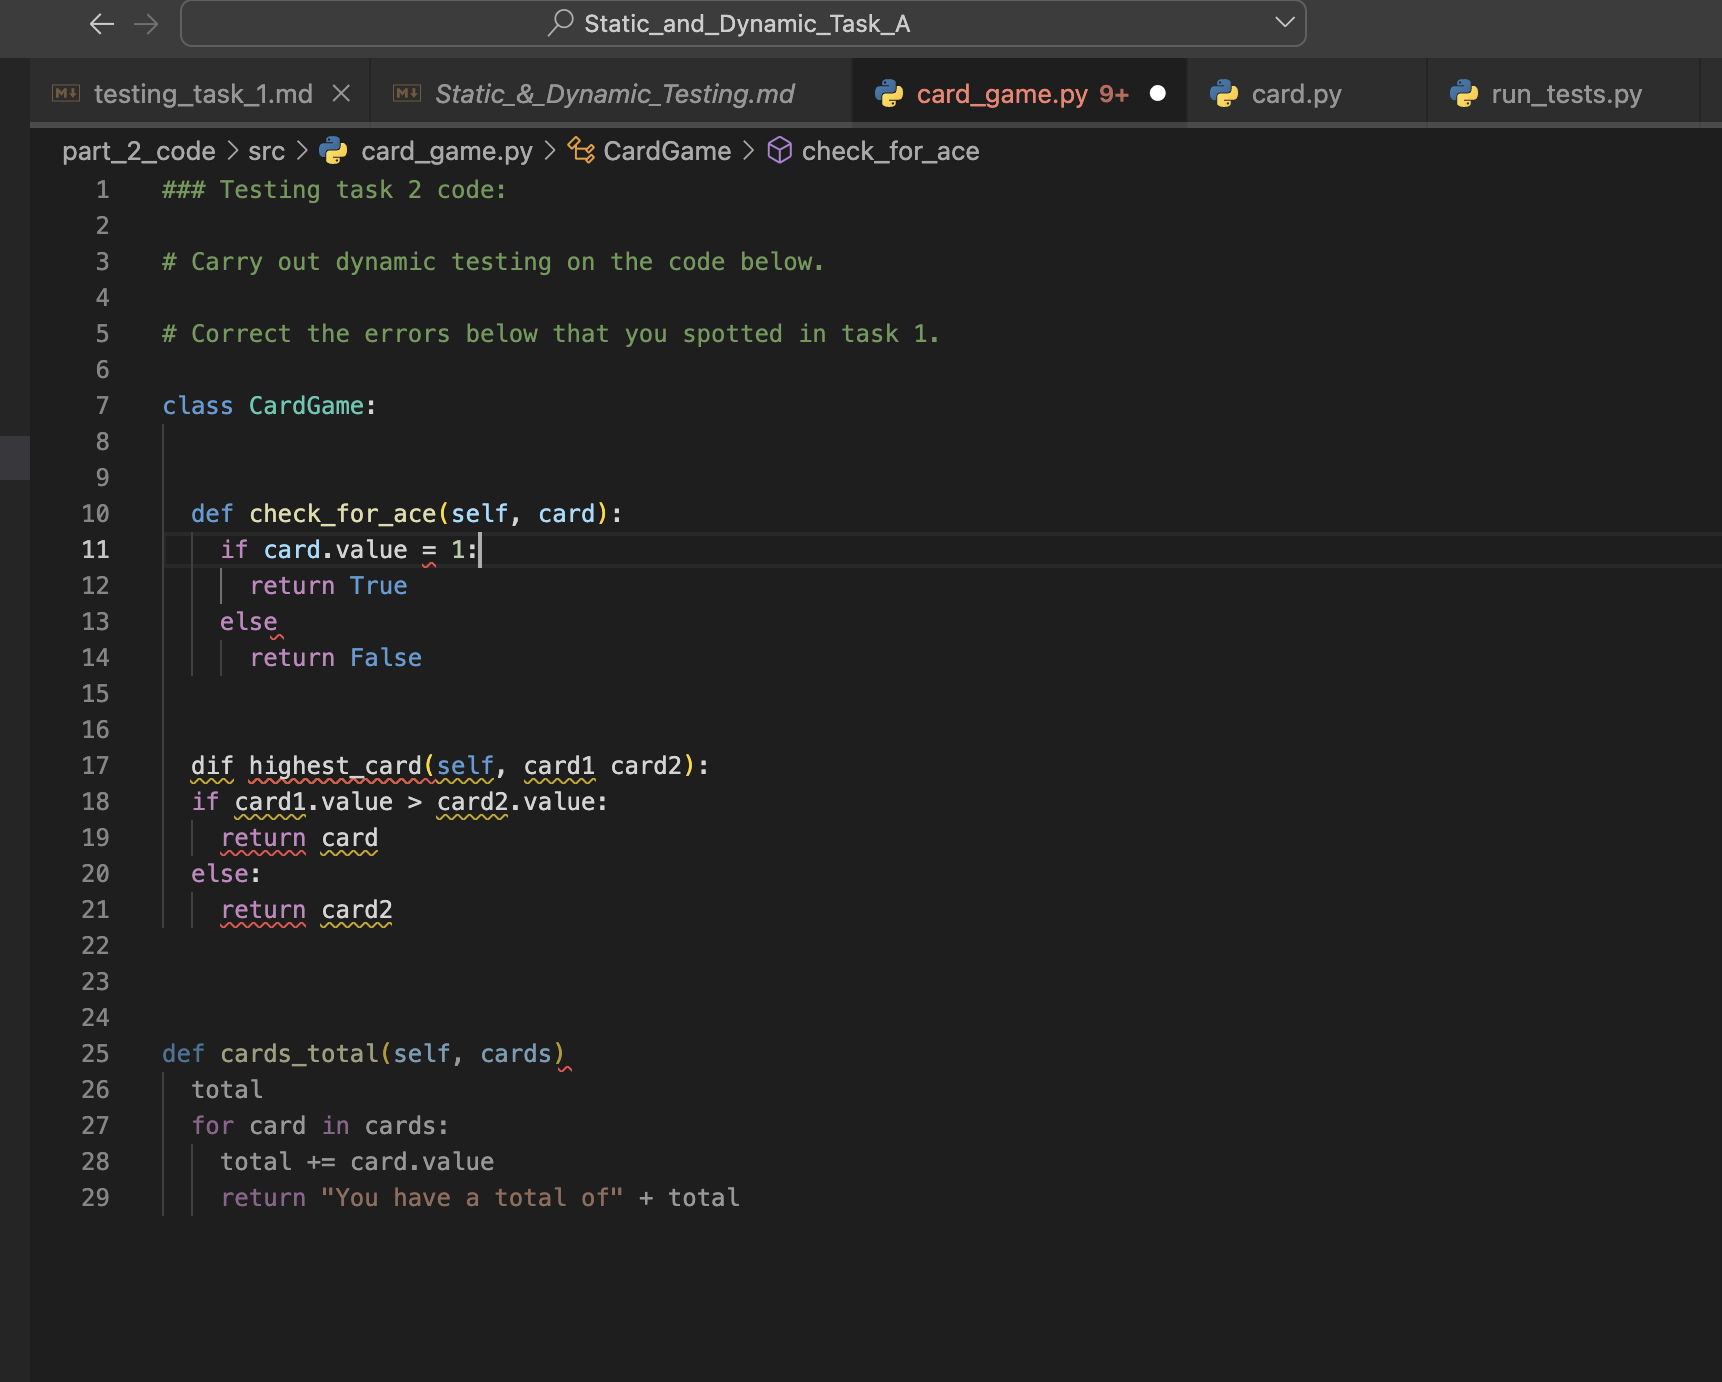 Static_and_Dynamic_Task_A
testing_task_1.md Static_&_Dynamic_Testing.md card_game.py 9+ card.py run_tests.py
part_2_code > src > card_game.py > CardGame > check_for_ace
1 ### Testing task 2 code:
2
3 # Carry out dynamic testing on the code below.
4
5 # Correct the errors below that you spotted in task 1.
6
7 class CardGame:
8
9
10 def check_for_ace(self, card):
11 if card.value = 1:
12 return True
13 else
14 return False
15
16
17 dif highest_card(self, card1 card2):
18 if card1.value > card2.value:
19 return card
20 else:
21 return card2
22
23
24
25 def cards_total(self, cards)
26 total
27 for card in cards:
28 total += card.value
29 return "You have a total of" + total